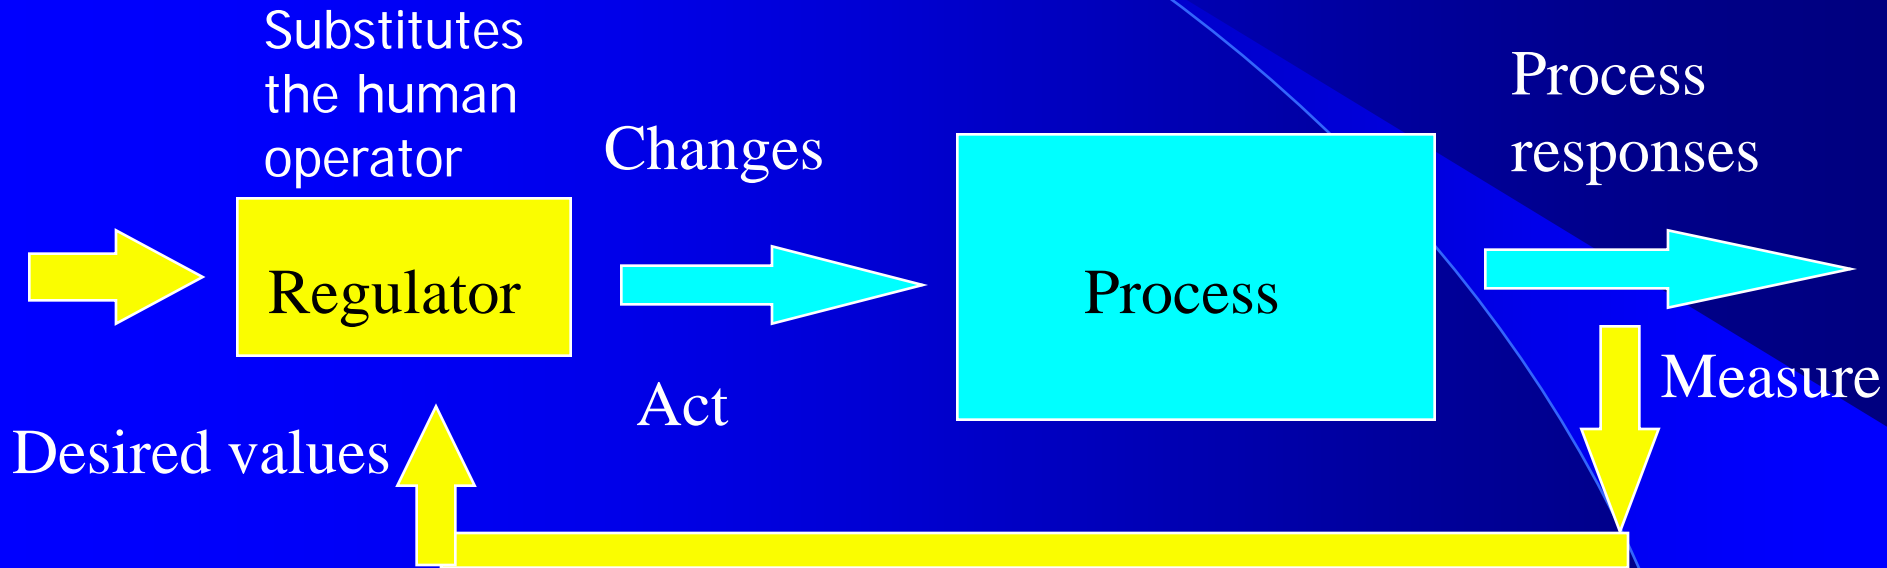 Substitutes
the human
operator
Changes
Process
responses
Regulator
Process
Act
Measure
Desired values